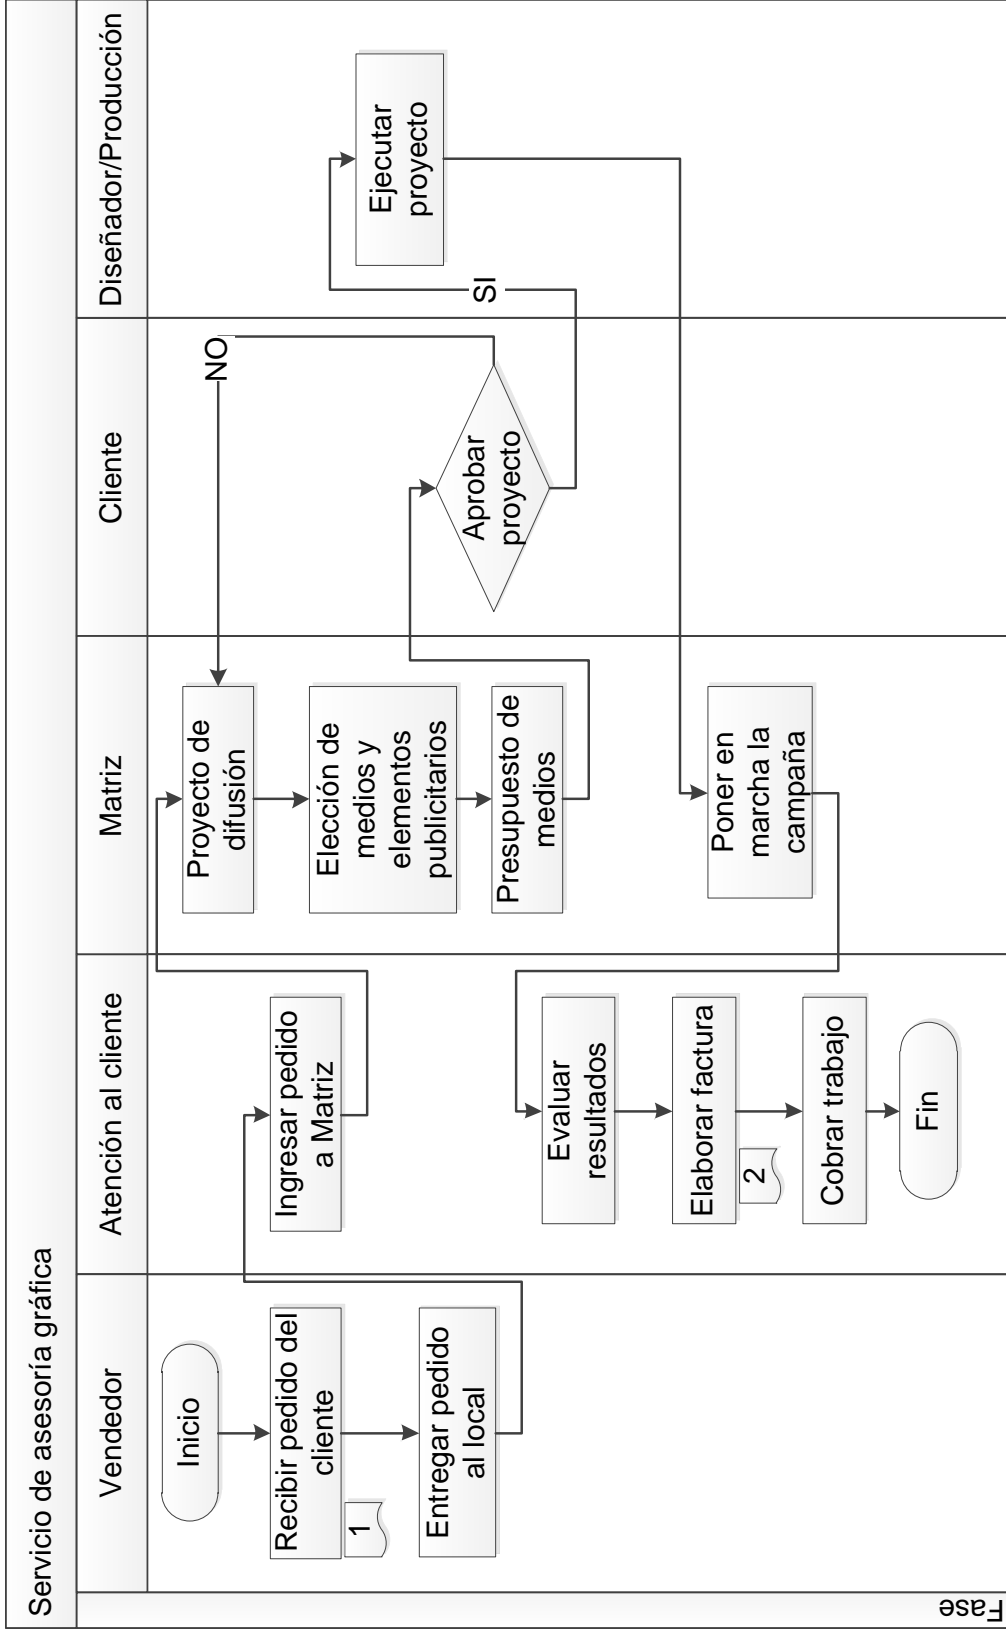 Servicio de asesoría gráfica
Vendedor
Atención al cliente
Matriz
Cliente
Diseñador/Producción
Inicio
Recibir pedido del
cliente
1
Entregar pedido
al local
Ingresar pedido
a Matriz
Proyecto de
difusión
Elección de
medios y
elementos
publicitarios
Presupuesto de
medios
Aprobar
proyecto
NO
SI
Ejecutar
proyecto
Poner en
marcha la
campaña
Evaluar
resultados
Elaborar factura
2
Cobrar trabajo
Fin
Fase